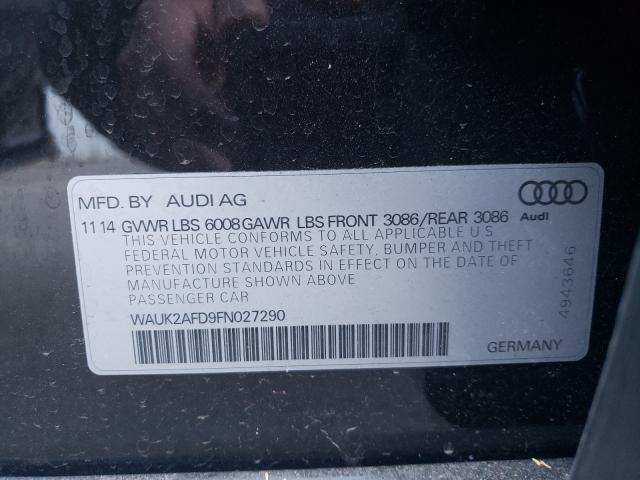 MFD. BY AUDI AG
11 14 GVWR LBS 6008 GAWR LBS FRONT 3086/REAR 3086
Audi
THIS VEHICLE CONFORMS TO ALL APPLICABLE U.S.
FEDERAL MOTOR VEHICLE SAFETY, BUMPER AND THEFT
PREVENTION STANDARDS IN EFFECT ON THE DATE OF
MANUFACTURE SHOWN ABOVE
PASSENGER CAR
4943646
WAUK2AFD9FN027290
GERMANY